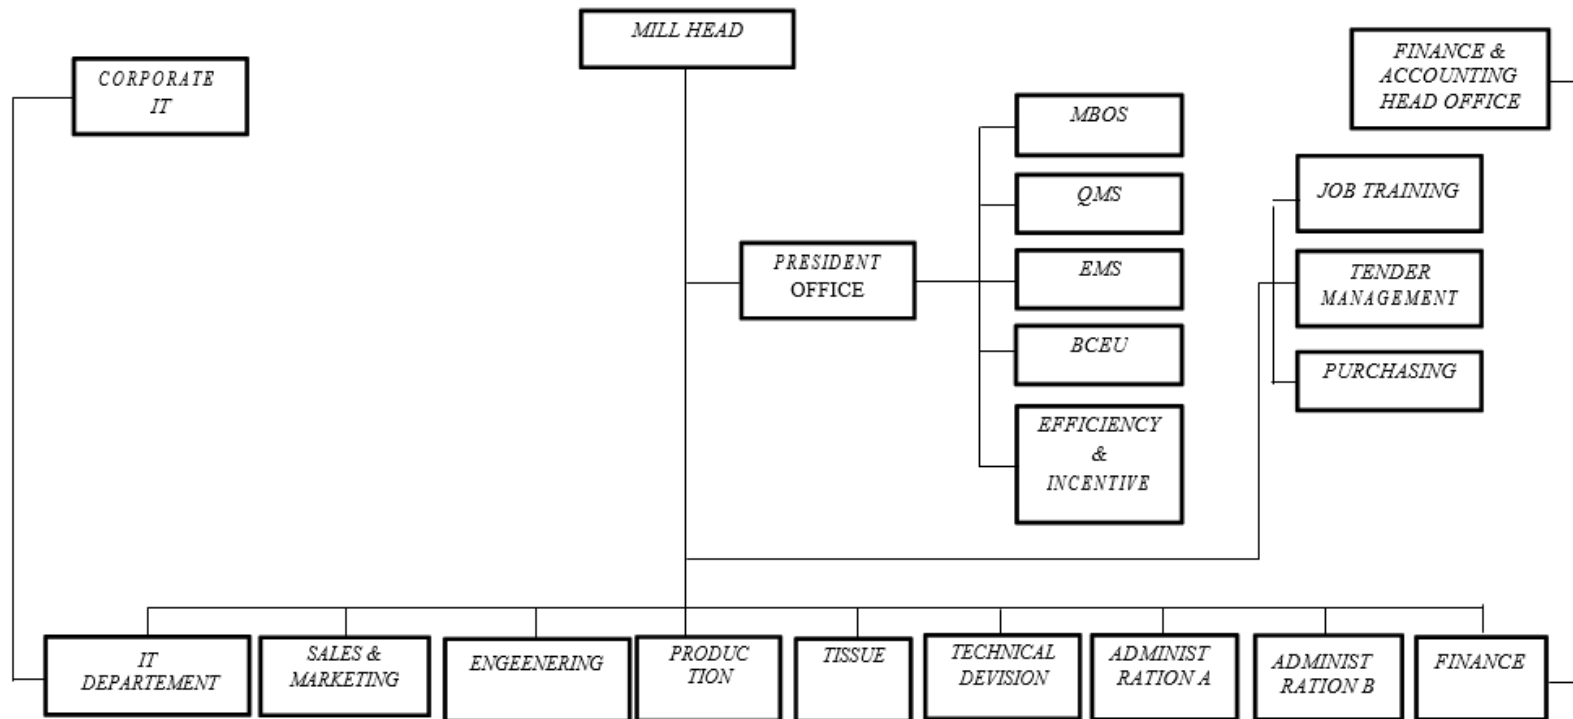 MILL HEAD
CORPORATE
IT
FINANCE &
ACCOUNTING
HEAD OFFICE
MBOS
QMS
EMS
BCEU
EFFICIENCY
&
INCENTIVE
PRESIDENT
OFFICE
JOB TRAINING
TENDER
MANAGEMENT
PURCHASING
IT
DEPARTEMENT
SALES &
MARKETING
ENGEENERING
PRODUC
TION
TISSUE
TECHNICAL
DEVISION
ADMINIST
RATION A
ADMINIST
RATION B
FINANCE